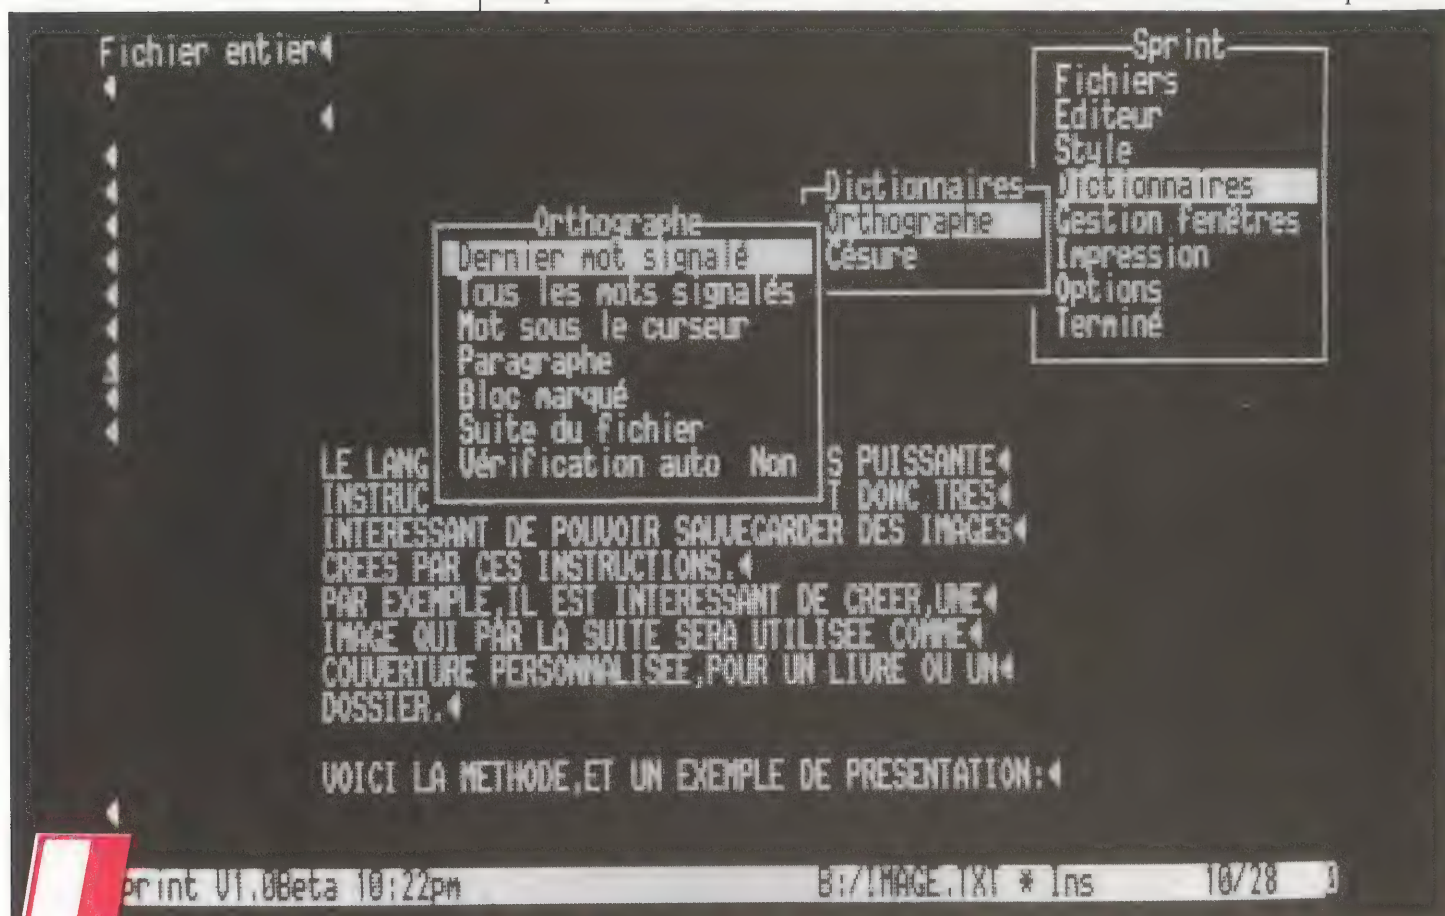 Fichier entier
Sprint
Fichiers
Editeur
Style
Dictionnaires
Gestion fenêtres
Impression
Options
Terminé
Dictionnaires
Orthographe
Césure
Orthographe
Dernier mot signalé
Tous les mots signalés
Mot sous le curseur
Paragraphe
Bloc marqué
Suite du fichier
Vérification auto Non
LE LANG S PUISSANTE
INSTRUC T DONC TRES
INTERESSANT DE POUVOIR SAUVEGARDER DES IMAGES
CREES PAR CES INSTRUCTIONS.
PAR EXEMPLE,IL EST INTERESSANT DE CREER,UNE
IMAGE QUI PAR LA SUITE SERA UTILISEE COMME
COUVERTURE PERSONNALISEE,POUR UN LIVRE OU UN
DOSSIER.
VOICI LA METHODE,ET UN EXEMPLE DE PRESENTATION:
print V1.0Beta 10:22pm B:/IMAGE.TXT * Ins 10/28